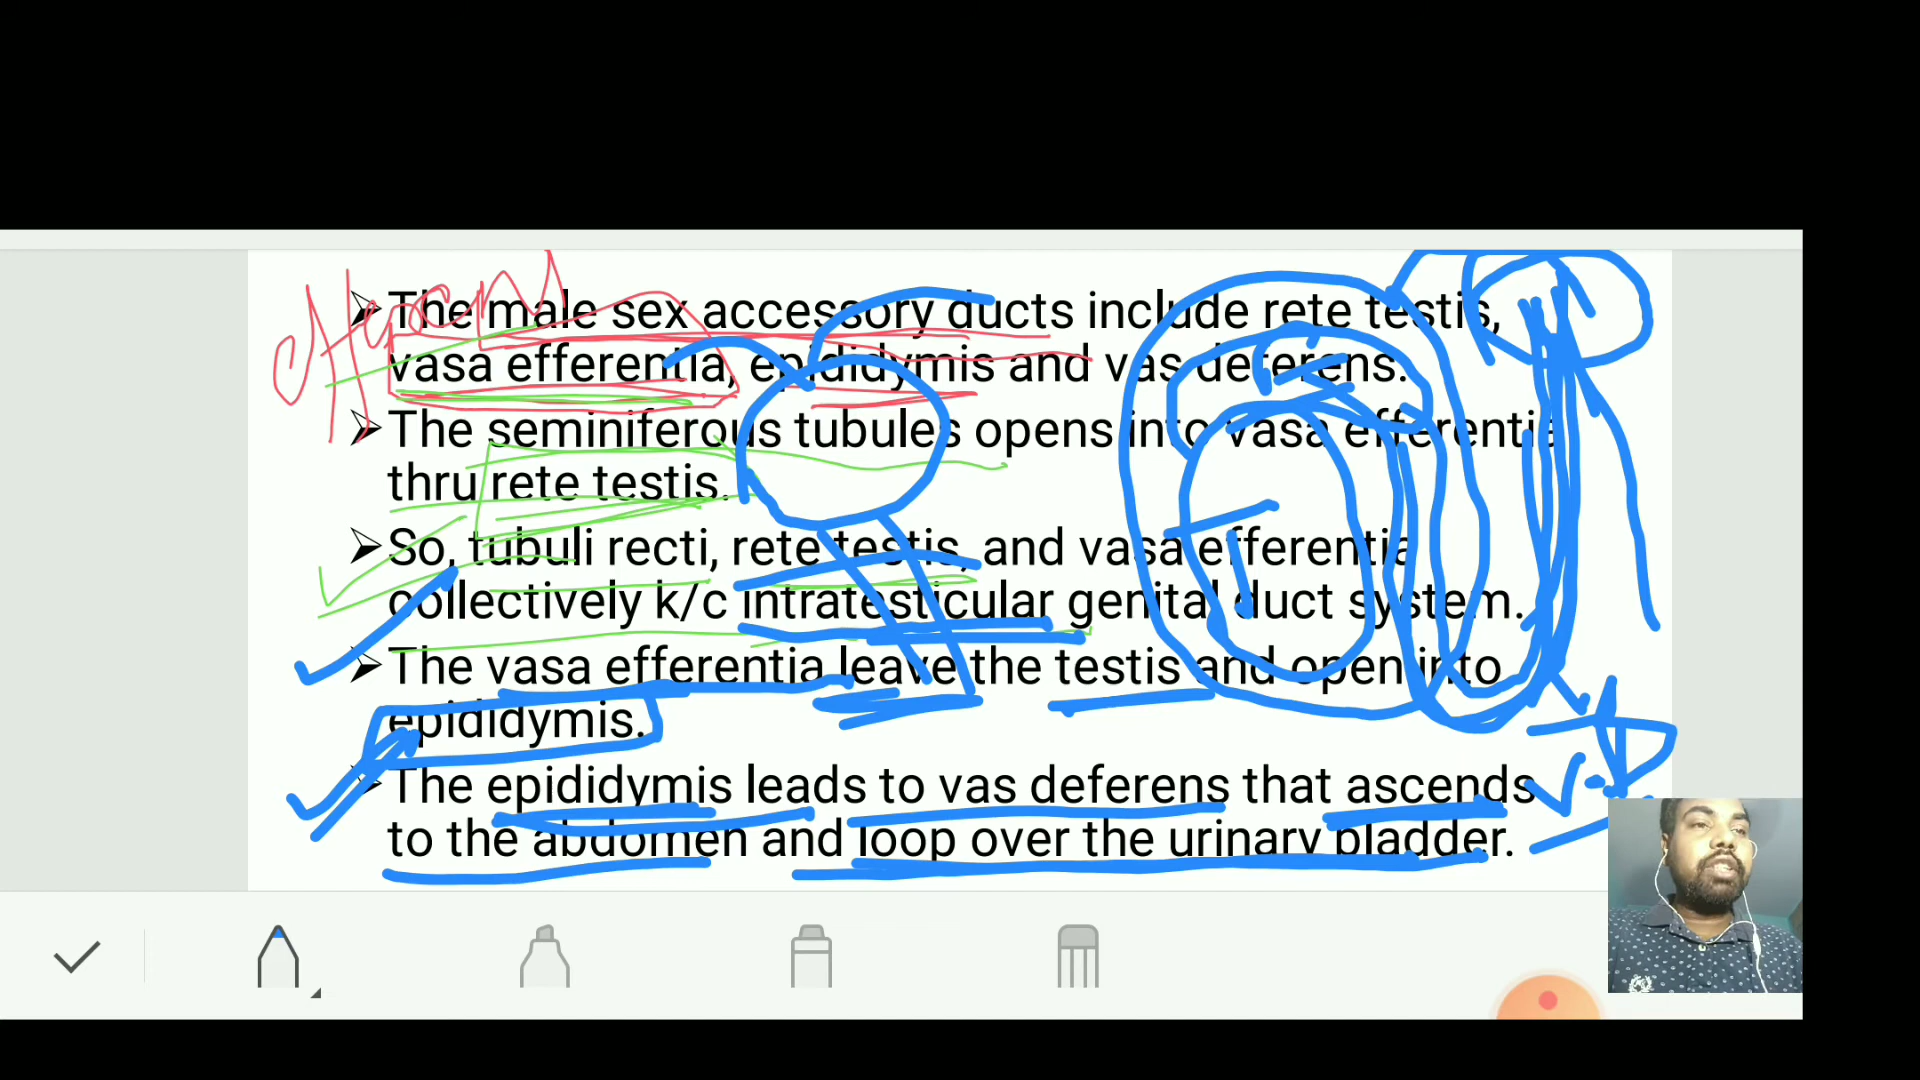 efferens
➢ The male sex accessory ducts include rete testis,
vasa efferentia, epididymis and vas deferens.
➢ The seminiferous tubules opens into vasa efferentia
thru rete testis.
➢ So, tubuli recti, rete testis, and vasa efferentia
collectively k/c intratesticular genital duct system.
➢ The vasa efferentia leave the testis and open into
epididymis.
➢ The epididymis leads to vas deferens that ascends
to the abdomen and loop over the urinary bladder.
T
V.D